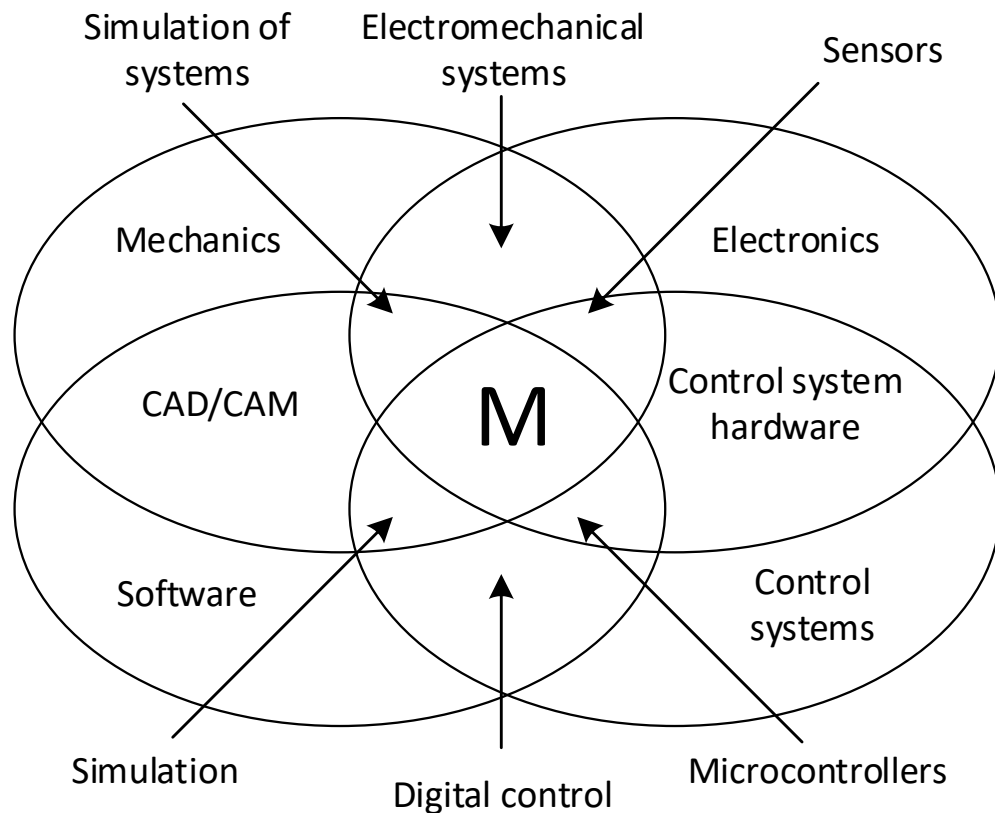 Simulation of
systems
Electromechanical
systems
Sensors
Mechanics
Electronics
CAD/CAM
M
Control system
hardware
Software
Control
systems
Simulation
Digital control
Microcontrollers